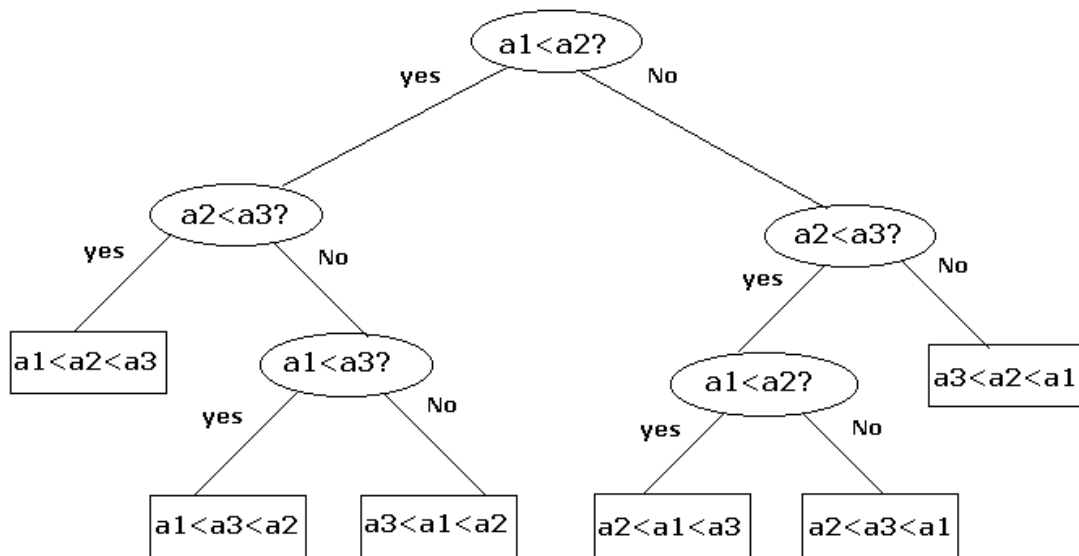 a1<a2?
yes
No
a2<a3?
a2<a3?
yes
No
yes
No
a1<a2<a3
a1<a3?
a1<a2?
a3<a2<a1
yes
No
yes
No
a1<a3<a2
a3<a1<a2
a2<a1<a3
a2<a3<a1